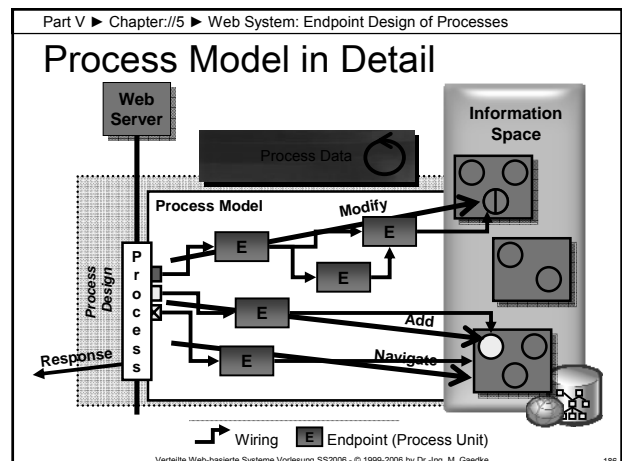 Part V ► Chapter://5 ► Web System: Endpoint Design of Processes
Process Model in Detail
Web
Server
Information
Space
Process Data
Process Model
Modify
E
E
E
E
E
Process
Process
Design
Add
Navigate
Response
Wiring
E Endpoint (Process Unit)
Verteilte Web-basierte Systeme Vorlesung SS2006 - © 1999-2006 by Dr.-Ing. M. Gaedke
186